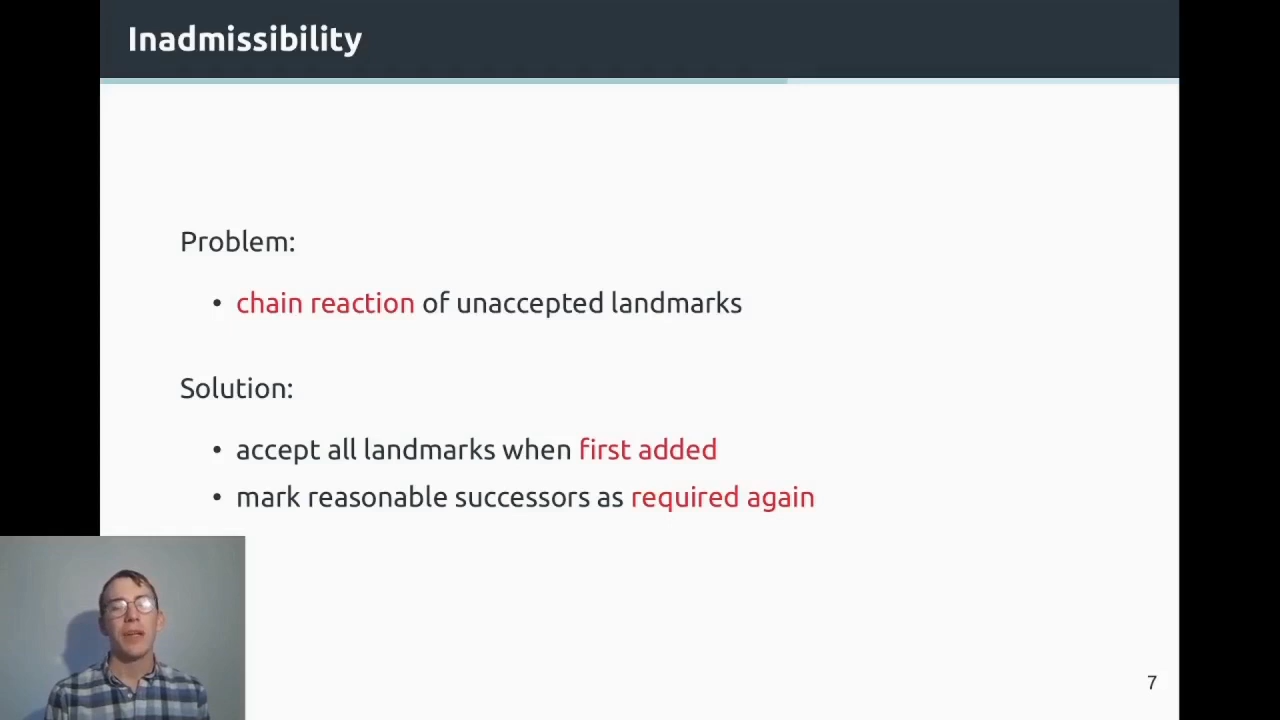 Inadmissibility
Problem:
• chain reaction of unaccepted landmarks
Solution:
• accept all landmarks when first added
• mark reasonable successors as required again
7